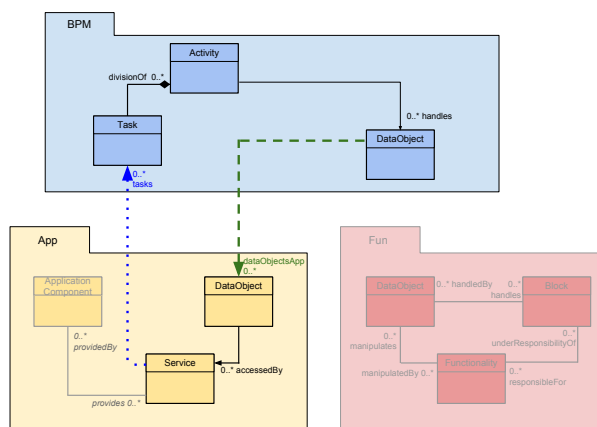 BPM
Activity
divisionOf 0..*
0..* handles
Task
DataObject
0..*
tasks
App
Fun
dataObjectsApp
0..*
Application
Component
DataObject
DataObject
0..* handledBy
0..*
handles
Block
0..*
providedBy
0..*
manipulates
0..*
underResponsibilityOf
Service
0..* accessedBy
Functionality
manipulatedBy 0..*
0..*
responsibleFor
provides 0..*